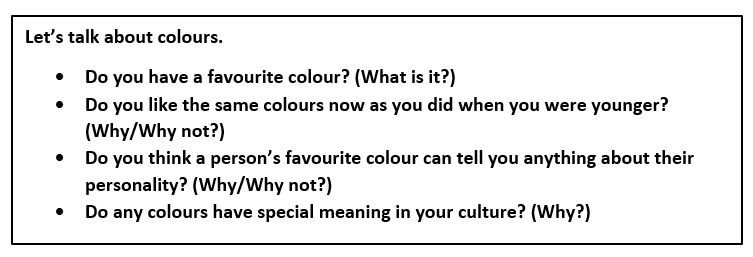 Let’s talk about colours.
• Do you have a favourite colour? (What is it?)
• Do you like the same colours now as you did when you were younger?
(Why/Why not?)
• Do you think a person’s favourite colour can tell you anything about their
personality? (Why/Why not?)
• Do any colours have special meaning in your culture? (Why?)